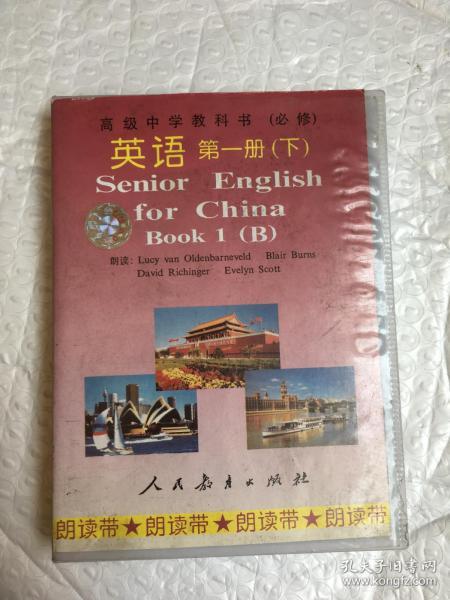 高级中学教科书 (必修)
英语 第一册(下)
Senior English
for China
Book 1 (B)
朗读: Lucy van Oldenbarneveld Blair Burns
David Richinger Evelyn Scott
人民教育出版社
朗读带★朗读带★朗读带★朗读带
孔夫子旧书网
www.kongfz.com